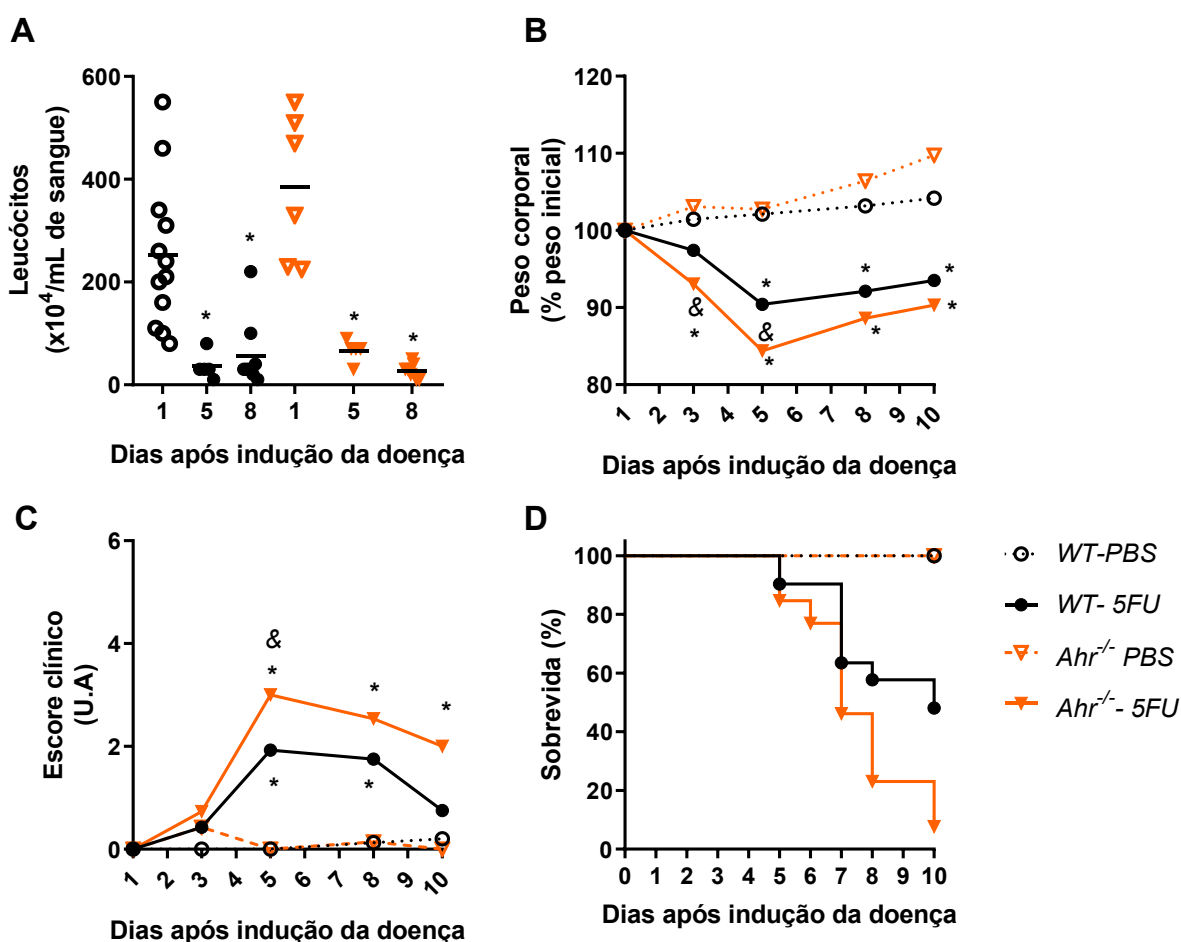 A
Leucócitos
(x10⁴/mL de sangue)
600
400
200
0
*
*
*
*
1 5 8 1 5 8
Dias após indução da doença
B
Peso corporal
(% peso inicial)
120
110
100
90
80
&
*
*
&
*
*
*
*
*
1 2 3 4 5 6 7 8 9 10
Dias após indução da doença
C
Escore clínico
(U.A)
6
4
2
0
&
*
*
*
*
*
1 2 3 4 5 6 7 8 9 10
Dias após indução da doença
D
Sobrevida (%)
100
80
60
40
20
0
0 1 2 3 4 5 6 7 8 9 10
Dias após indução da doença
WT-PBS
WT- 5FU
Ahr⁻/⁻ PBS
Ahr⁻/⁻- 5FU